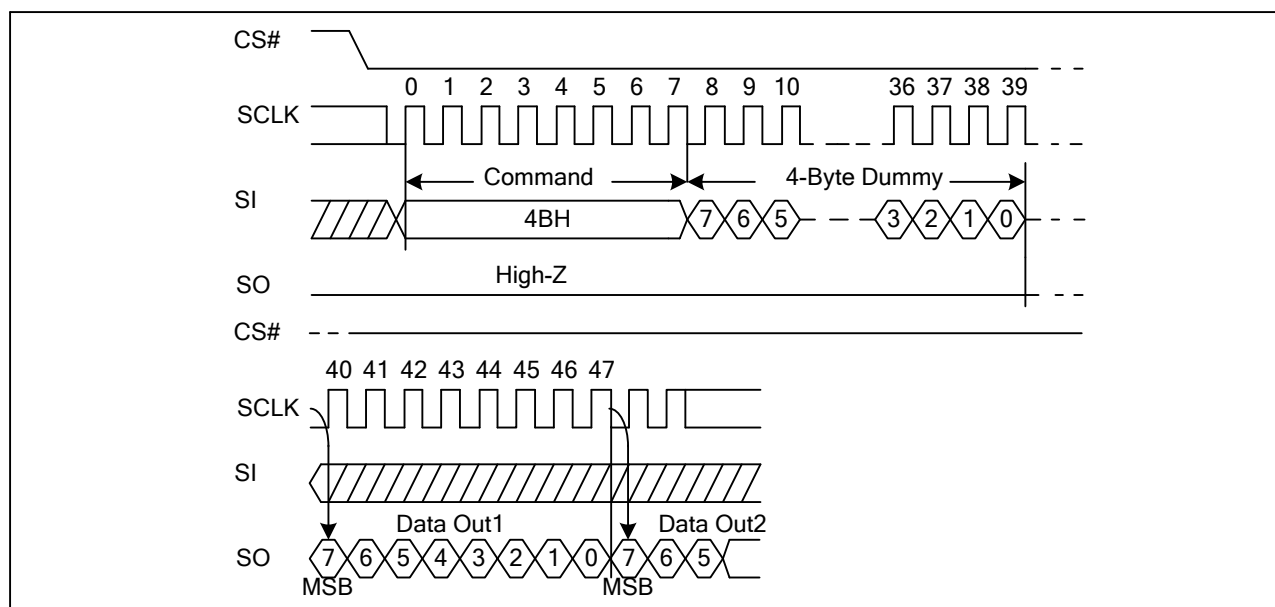 CS#
0 1 2 3 4 5 6 7 8 9 10 36 37 38 39
SCLK
Command 4-Byte Dummy
SI
4BH 7 6 5 3 2 1 0
High-Z
SO
CS#
40 41 42 43 44 45 46 47
SCLK
SI
Data Out1 Data Out2
SO 7 6 5 4 3 2 1 0 7 6 5
MSB MSB